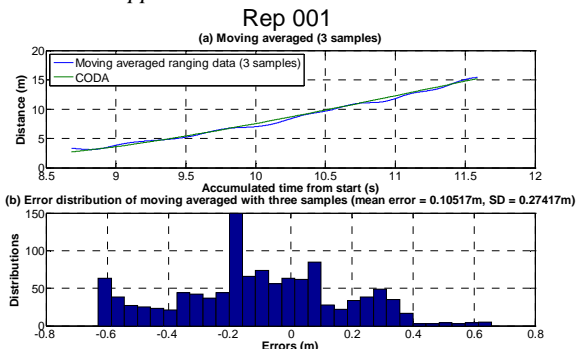 Rep 001
(a) Moving averaged (3 samples)
Distance (m)
20
15
10
5
0
Moving averaged ranging data (3 samples)
CODA
8.5 9 9.5 10 10.5 11 11.5 12
Accumulated time from start (s)
(b) Error distribution of moving averaged with three samples (mean error = 0.10517m, SD = 0.27417m)
Distributions
150
100
50
0
-0.8 -0.6 -0.4 -0.2 0 0.2 0.4 0.6 0.8
Errors (m)